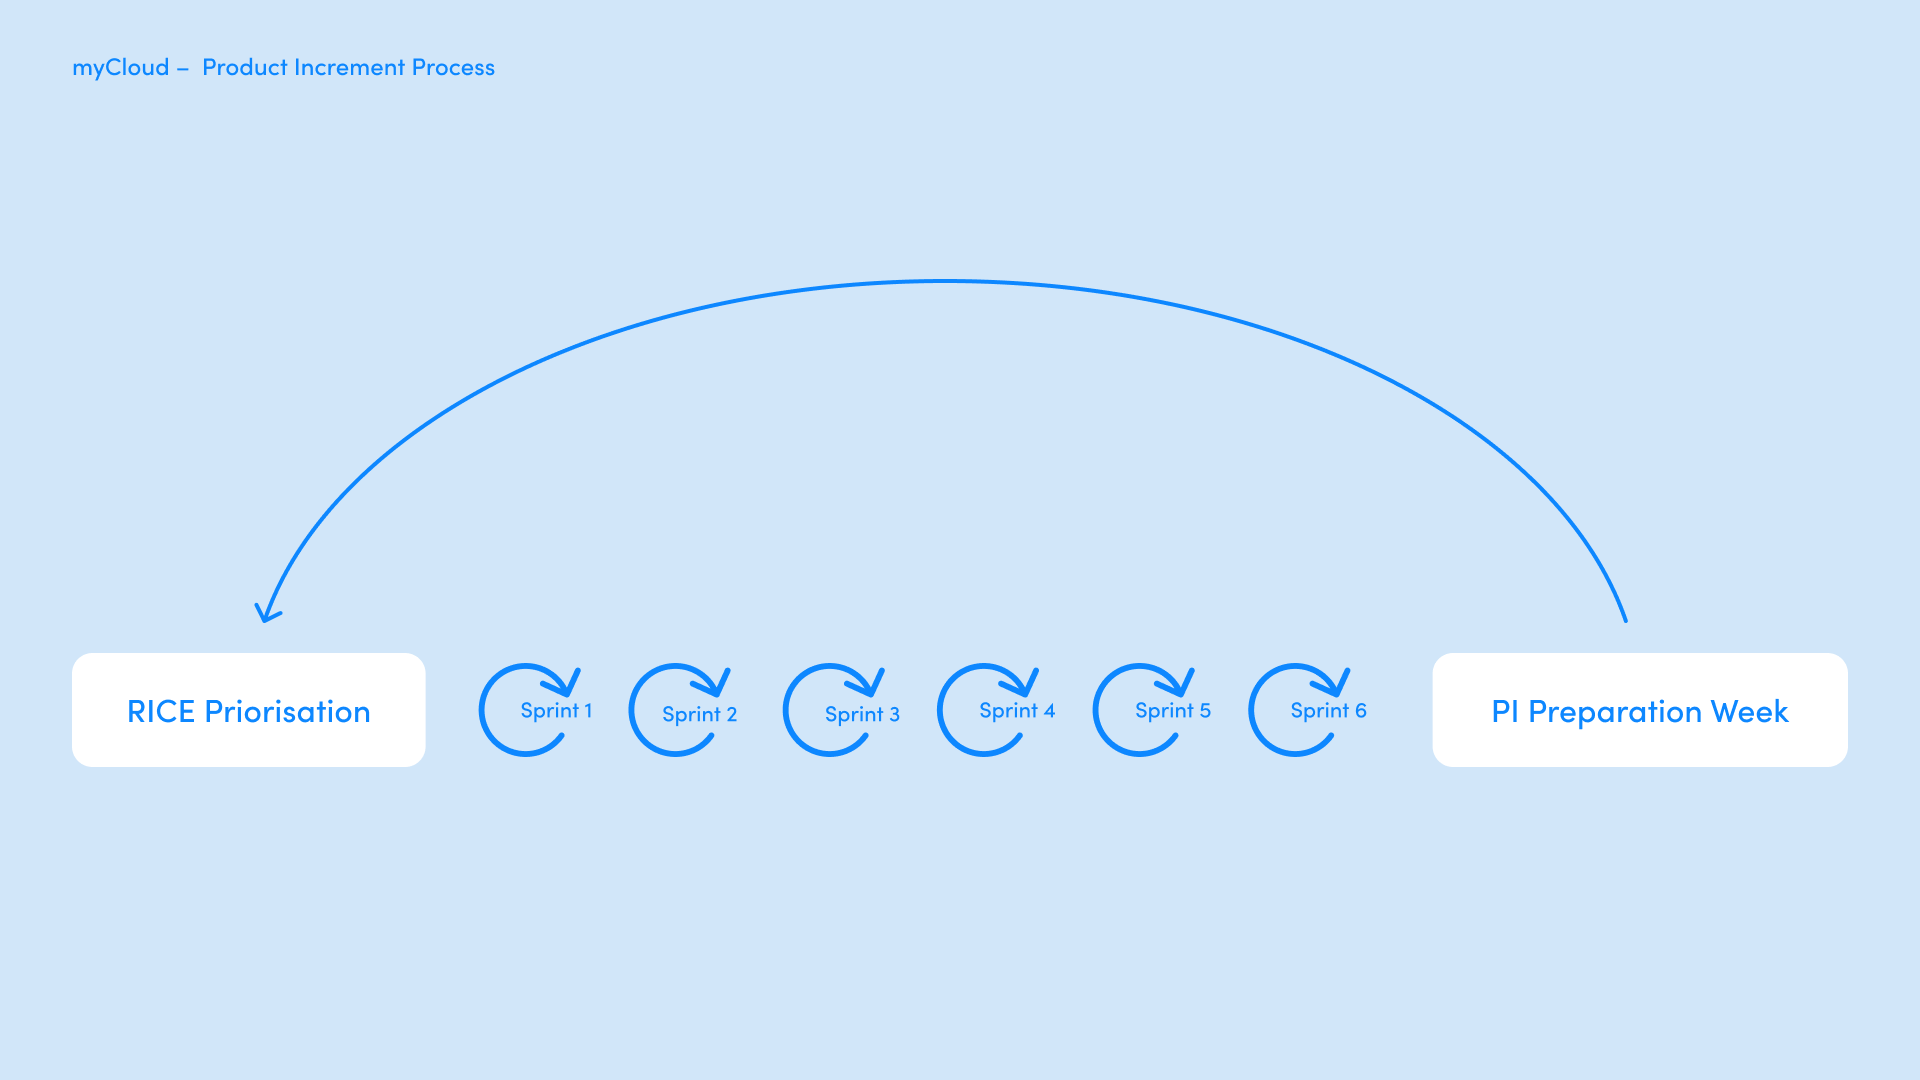 myCloud – Product Increment Process
RICE Priorisation
Sprint 1
Sprint 2
Sprint 3
Sprint 4
Sprint 5
Sprint 6
PI Preparation Week